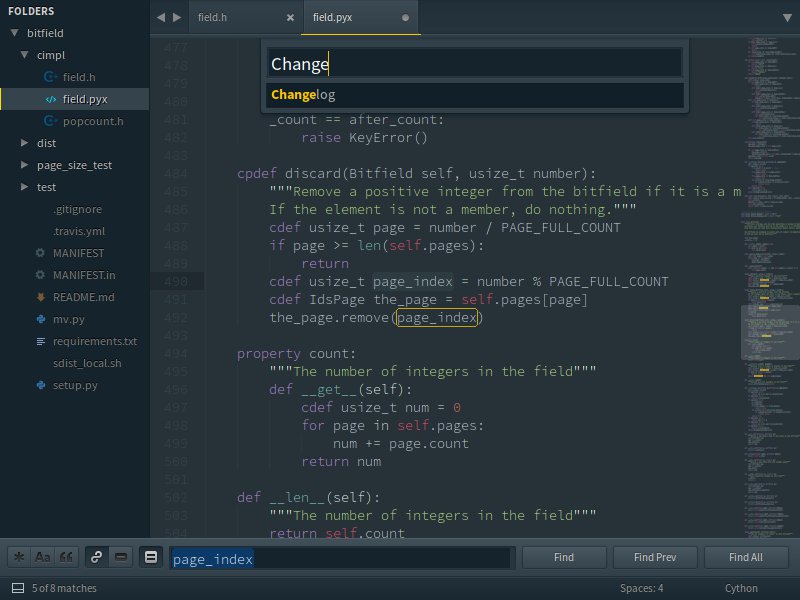 FOLDERS
bitfield
cimpl
field.h
field.pyx
popcount.h
dist
page_size_test
test
.gitignore
.travis.yml
MANIFEST
MANIFEST.in
README.md
mv.py
requirements.txt
sdist_local.sh
setup.py
field.h
field.pyx
Change
Changelog
477
478
479
480
481 _count == after_count:
482 raise KeyError()
483
484 cpdef discard(Bitfield self, usize_t number):
485 """Remove a positive integer from the bitfield if it is a m
486 If the element is not a member, do nothing."""
487 cdef usize_t page = number / PAGE_FULL_COUNT
488 if page >= len(self.pages):
489 return
490 cdef usize_t page_index = number % PAGE_FULL_COUNT
491 cdef IdsPage the_page = self.pages[page]
492 the_page.remove(page_index)
493
494 property count:
495 """The number of integers in the field"""
496 def __get__(self):
497 cdef usize_t num = 0
498 for page in self.pages:
499 num += page.count
500 return num
501
502 def __len__(self):
503 """The number of integers in the field"""
504 return self.count
Aa
page_index
Find
Find Prev
Find All
5 of 8 matches
Spaces: 4
Cython